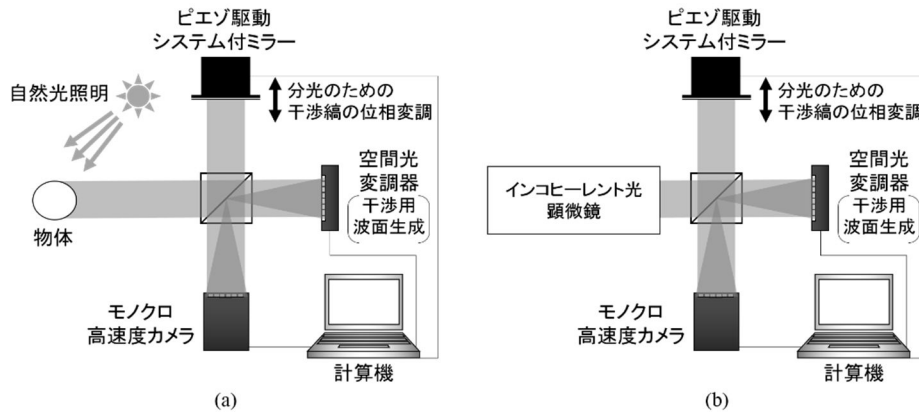 ピエゾ駆動
システム付ミラー
自然光照明
分光のための
干渉縞の位相変調
空間光
変調器
干渉用
波面生成
物体
モノクロ
高速度カメラ
計算機
(a)
ピエゾ駆動
システム付ミラー
分光のための
干渉縞の位相変調
インコヒーレント光
顕微鏡
空間光
変調器
干渉用
波面生成
モノクロ
高速度カメラ
計算機
(b)